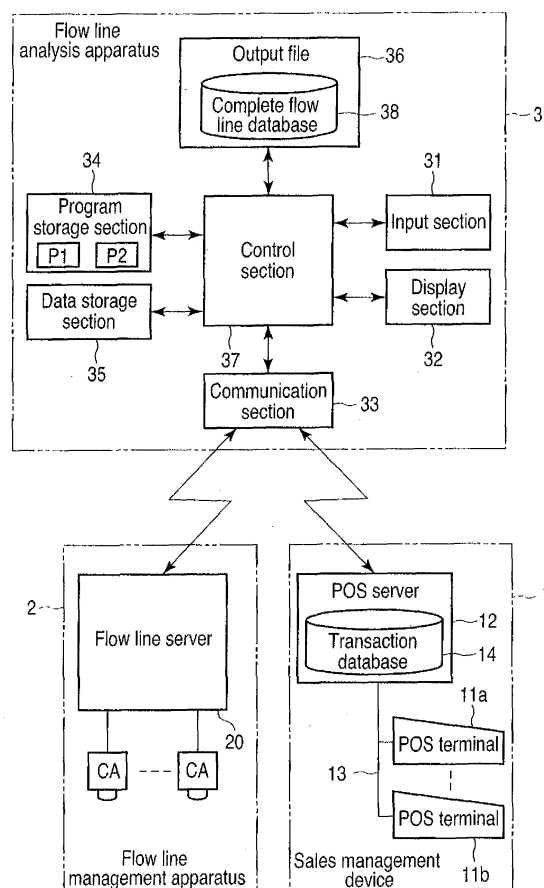 Flow line
analysis apparatus
Output file
36
Complete flow
line database
38
3
34
Program
storage section
P1 P2
31
Input section
Control
section
Data storage
section
35
Display
section
32
37
Communication
section
33
2
Flow line server
20
CA CA
Flow line
management apparatus
POS server
12
Transaction
database
14
11a
POS terminal
13
POS terminal
11b
Sales management
device